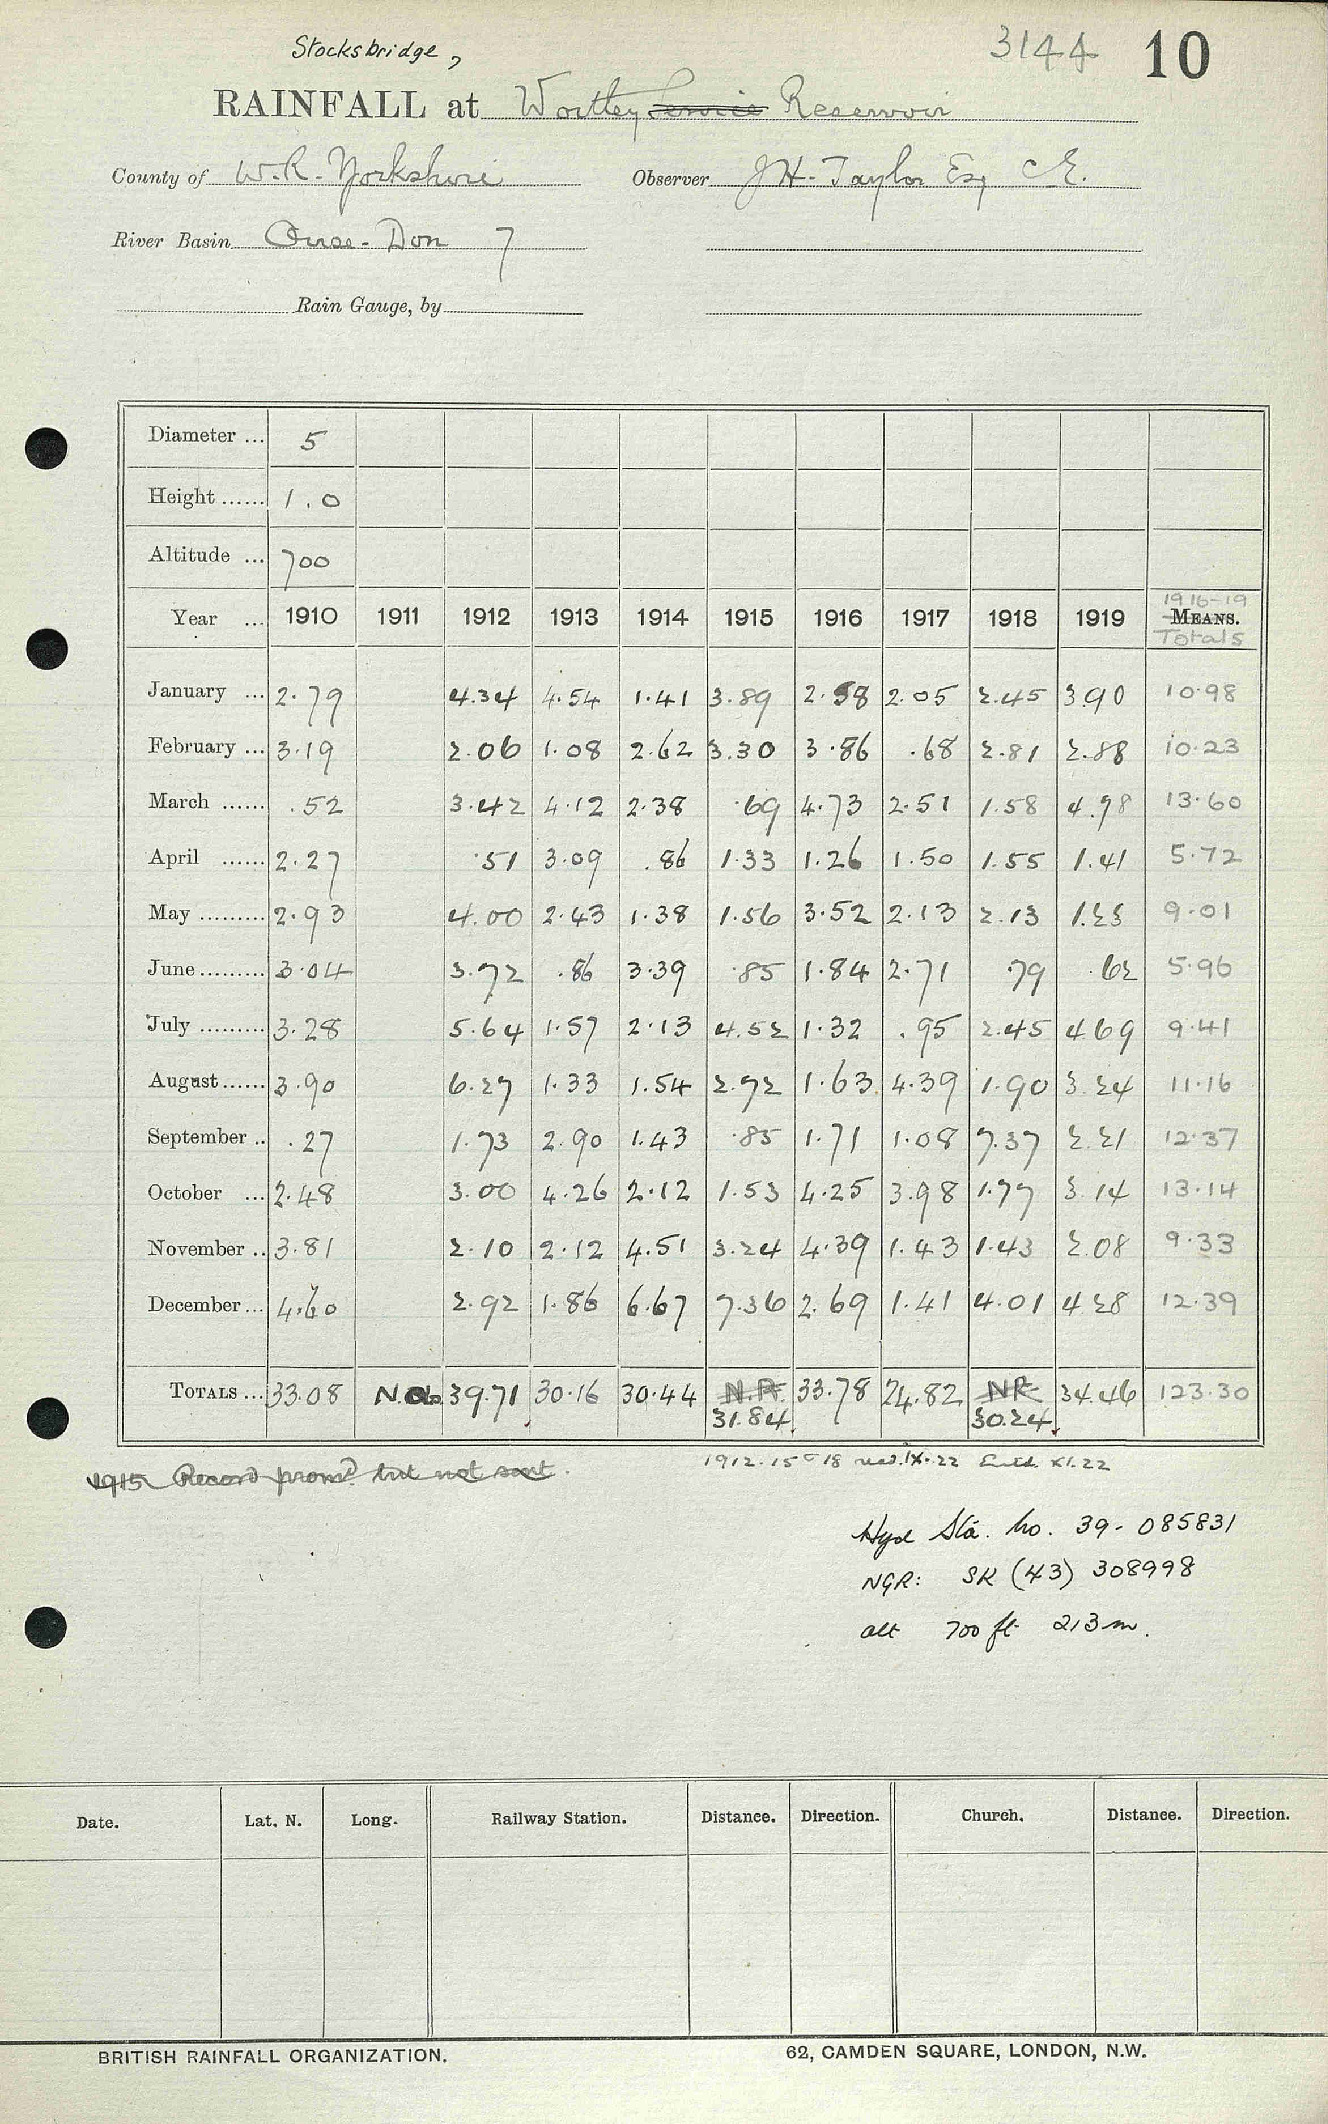 Stocksbridge,
3144 10
RAINFALL at Wortley Service Reservoir
County of W.R. Yorkshire Observer J H. Taylor Esq C.E.
River Basin Ouse - Don 7
Rain Gauge, by
Diameter ... 5
Height ...... 1.0
Altitude ... 700
1916-19
Year ... 1910 1911 1912 1913 1914 1915 1916 1917 1918 1919 MEANS.
Totals
January ... 2.79 4.34 4.54 1.41 3.89 2.58 2.05 2.45 3.90 10.98
February ... 3.19 2.06 1.08 2.62 3.30 3.86 .68 2.81 2.88 10.23
March ...... .52 3.42 4.12 2.38 .69 4.73 2.51 1.58 4.78 13.60
April ...... 2.27 .51 3.09 .86 1.33 1.26 1.50 1.55 1.41 5.72
May ......... 2.93 4.00 2.43 1.38 1.56 3.52 2.13 2.13 1.23 9.01
June ......... 3.04 3.72 .86 3.39 .85 1.84 2.71 .79 .62 5.96
July ......... 3.28 5.64 1.57 2.13 4.52 1.32 .95 2.45 4 69 9.41
August ...... 3.90 6.27 1.33 1.54 2.72 1.63 4.39 1.90 3.24 11.16
September .. .27 1.73 2.90 1.43 .85 1.71 1.08 7.37 2.21 12.37
October ... 2.48 3.00 4.26 2.12 1.53 4.25 3.98 1.77 3.14 13.14
November .. 3.81 2.10 2.12 4.51 3.24 4.39 1.43 1.43 2.08 9.33
December ... 4.60 2.92 1.86 6.67 7.36 2.69 1.41 4.01 4 28 12.39
TOTALS ... 33.08 39.71 30.16 30.44 N.R. 33.78 24.82 NR 34.46 123.30
31.84 30.24
1915 Record promd but not sent.
1912.15 & 18 recd. IX.22 XI.22
Hyd Sta. No. 39- 085831
NGR: SK (43) 308998
alt 700 ft 213 m.
Date. Lat. N. Long. Railway Station. Distance. Direction. Church. Distance. Direction.
BRITISH RAINFALL ORGANIZATION. 62, CAMDEN SQUARE, LONDON, N.W.